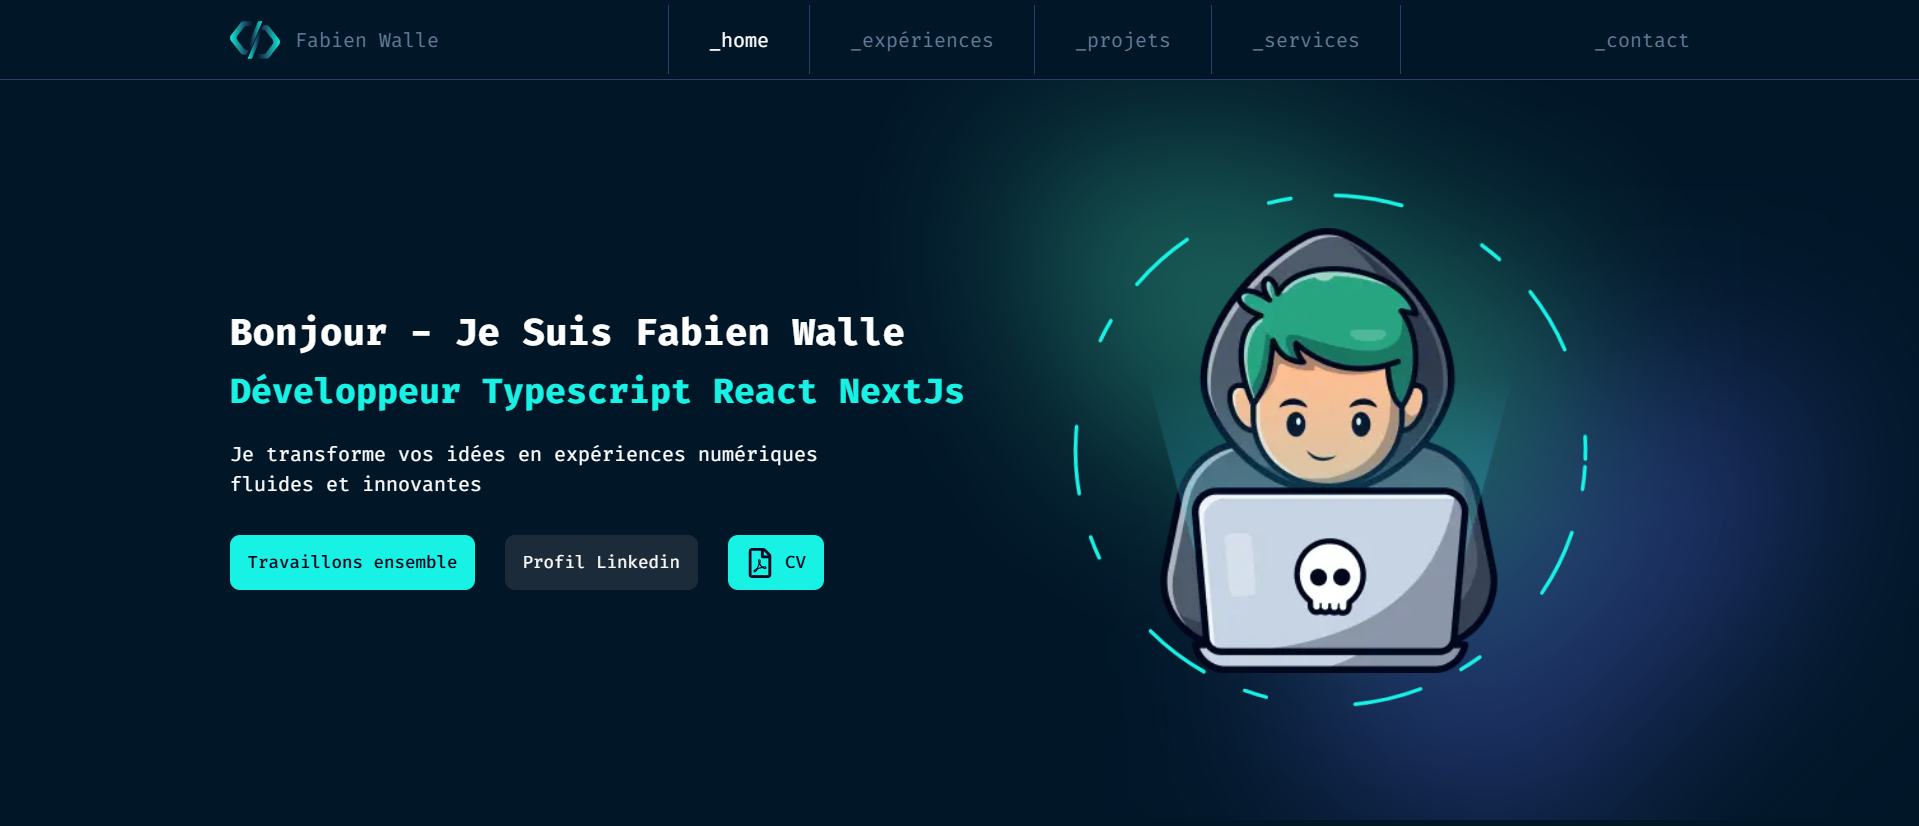 Fabien Walle
_home
_expériences
_projets
_services
_contact
Bonjour - Je Suis Fabien Walle
Développeur Typescript React NextJs
Je transforme vos idées en expériences numériques
fluides et innovantes
Travaillons ensemble
Profil Linkedin
CV